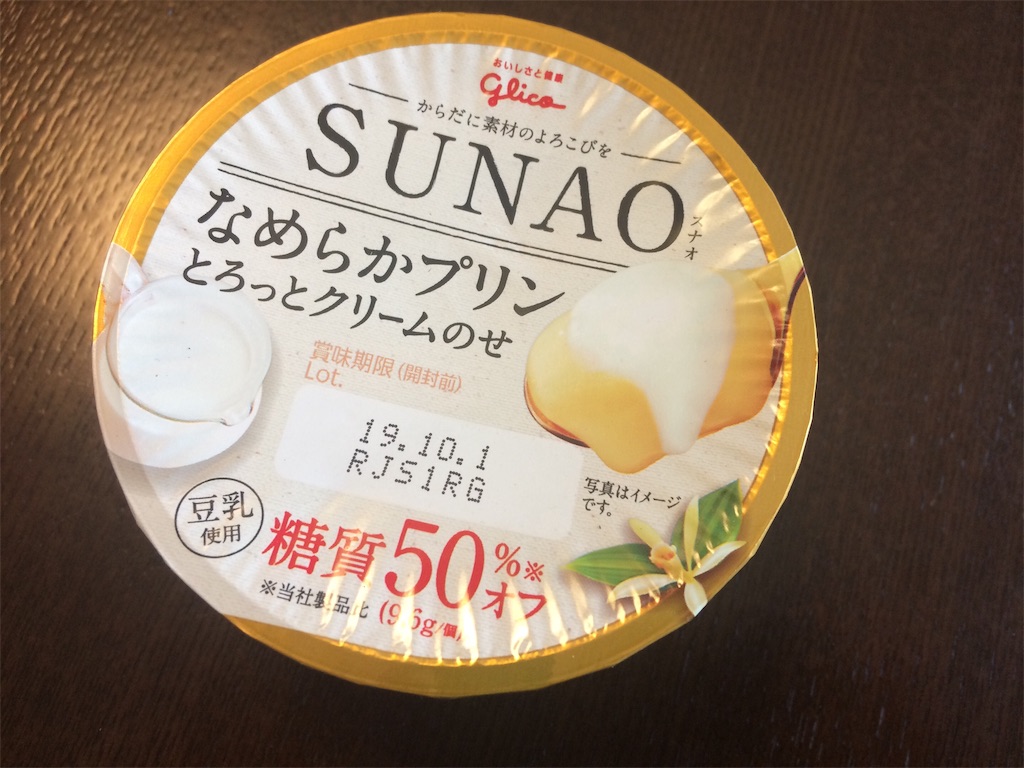 おいしさと健康
Glico
からだに素材のよろこびを
SUNAO
スナオ
なめらかプリン
とろっとクリームのせ
賞味期限(開封前)
Lot.
19.10.1
RJS1RG
写真はイメージ
です。
豆乳
使用
糖質50%※オフ
※当社製品比 (9.6g/個)